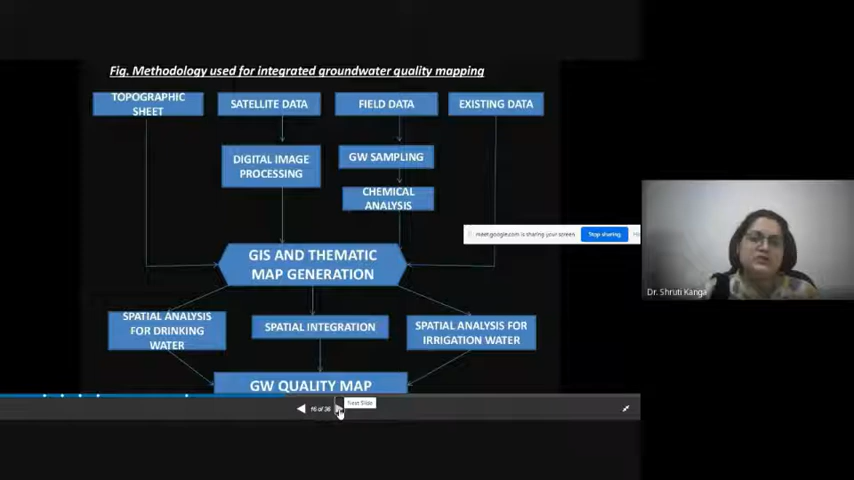 Fig. Methodology used for integrated groundwater quality mapping
TOPOGRAPHIC
SHEET
SATELLITE DATA
FIELD DATA
EXISTING DATA
DIGITAL IMAGE
PROCESSING
GW SAMPLING
CHEMICAL
ANALYSIS
meet.google.com is sharing your screen
Stop sharing
GIS AND THEMATIC
MAP GENERATION
Dr. Shruti Kanga
SPATIAL ANALYSIS
FOR DRINKING
WATER
SPATIAL INTEGRATION
SPATIAL ANALYSIS FOR
IRRIGATION WATER
GW QUALITY MAP
Next Slide